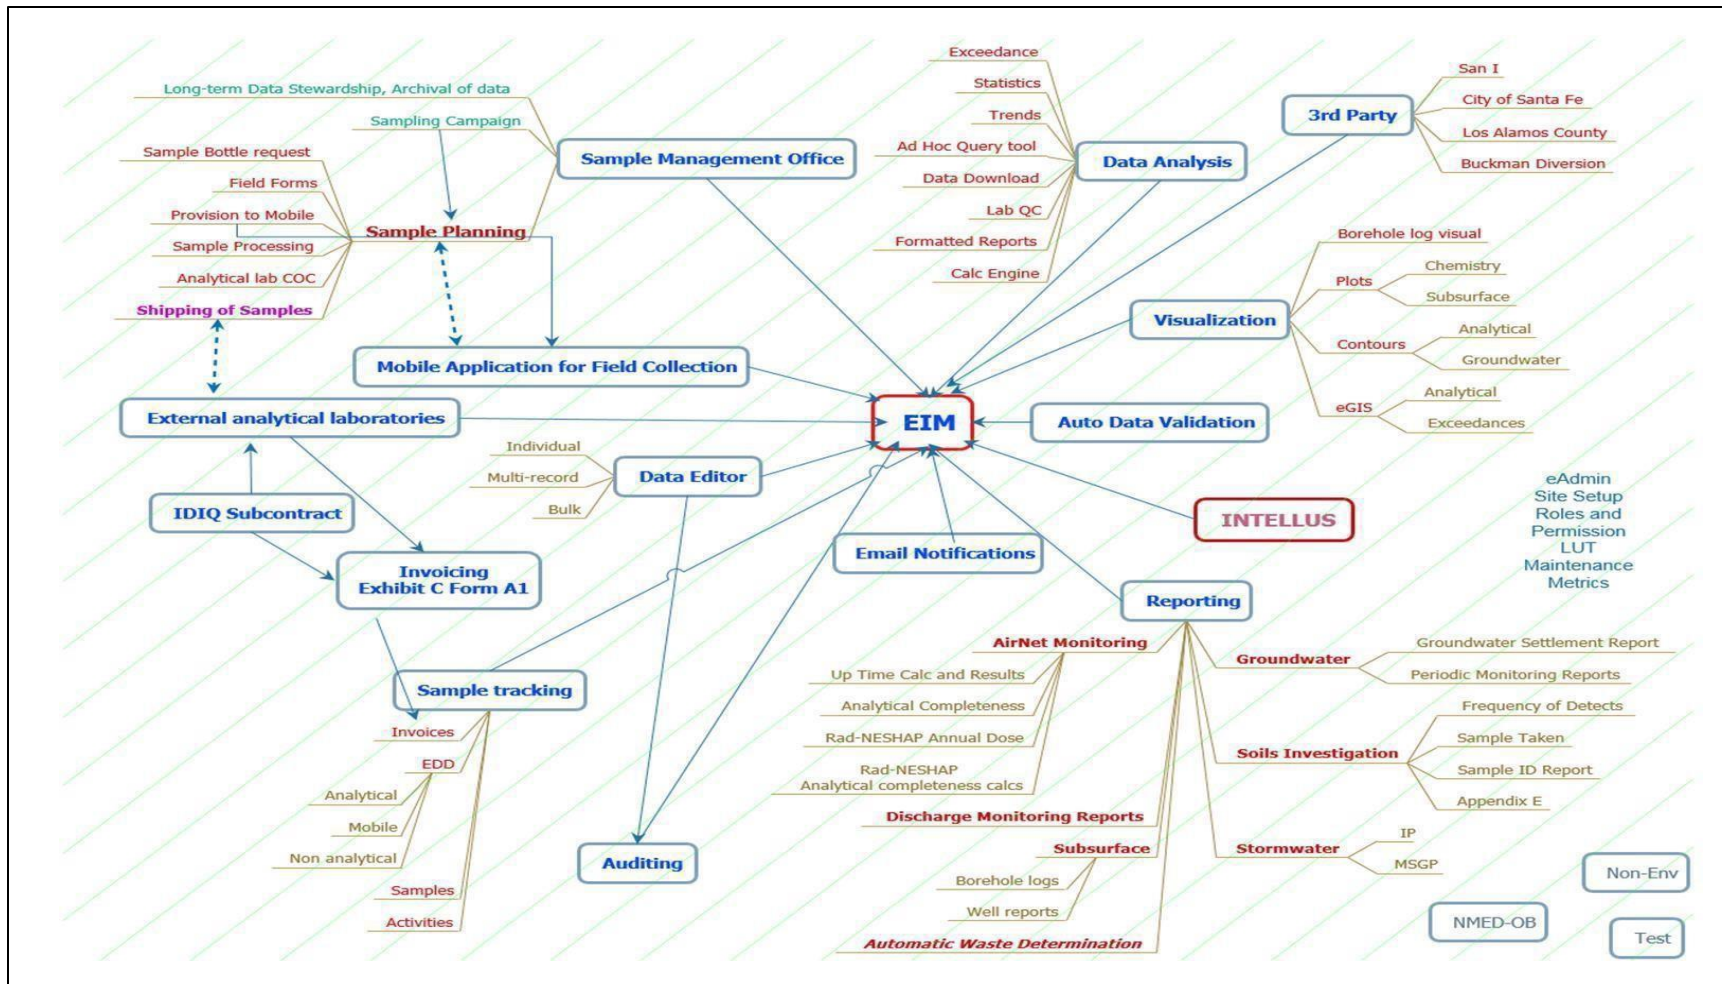 Long-term Data Stewardship, Archival of data
Sampling Campaign
Sample Management Office
Sample Bottle request
Field Forms
Provision to Mobile
Sample Processing
Analytical lab COC
Shipping of Samples
Sample Planning
Exceedance
Statistics
Trends
Ad Hoc Query tool
Data Download
Lab QC
Formatted Reports
Calc Engine
Data Analysis
3rd Party
San I
City of Santa Fe
Los Alamos County
Buckman Diversion
Visualization
Borehole log visual
Plots
Chemistry
Subsurface
Contours
Analytical
Groundwater
eGIS
Analytical
Exceedances
Mobile Application for Field Collection
External analytical laboratories
EIM
Auto Data Validation
Individual
Multi-record
Bulk
Data Editor
IDIQ Subcontract
Invoicing
Exhibit C Form A1
Email Notifications
INTELLUS
eAdmin
Site Setup
Roles and
Permission
LUT
Maintenance
Metrics
Reporting
Sample tracking
Invoices
EDD
Analytical
Mobile
Non analytical
Samples
Activities
Auditing
AirNet Monitoring
Up Time Calc and Results
Analytical Completeness
Rad-NESHAP Annual Dose
Rad-NESHAP
Analytical completeness calcs
Discharge Monitoring Reports
Subsurface
Borehole logs
Well reports
Automatic Waste Determination
Groundwater
Groundwater Settlement Report
Periodic Monitoring Reports
Soils Investigation
Frequency of Detects
Sample Taken
Sample ID Report
Appendix E
Stormwater
IP
MSGP
Non-Env
NMED-OB
Test